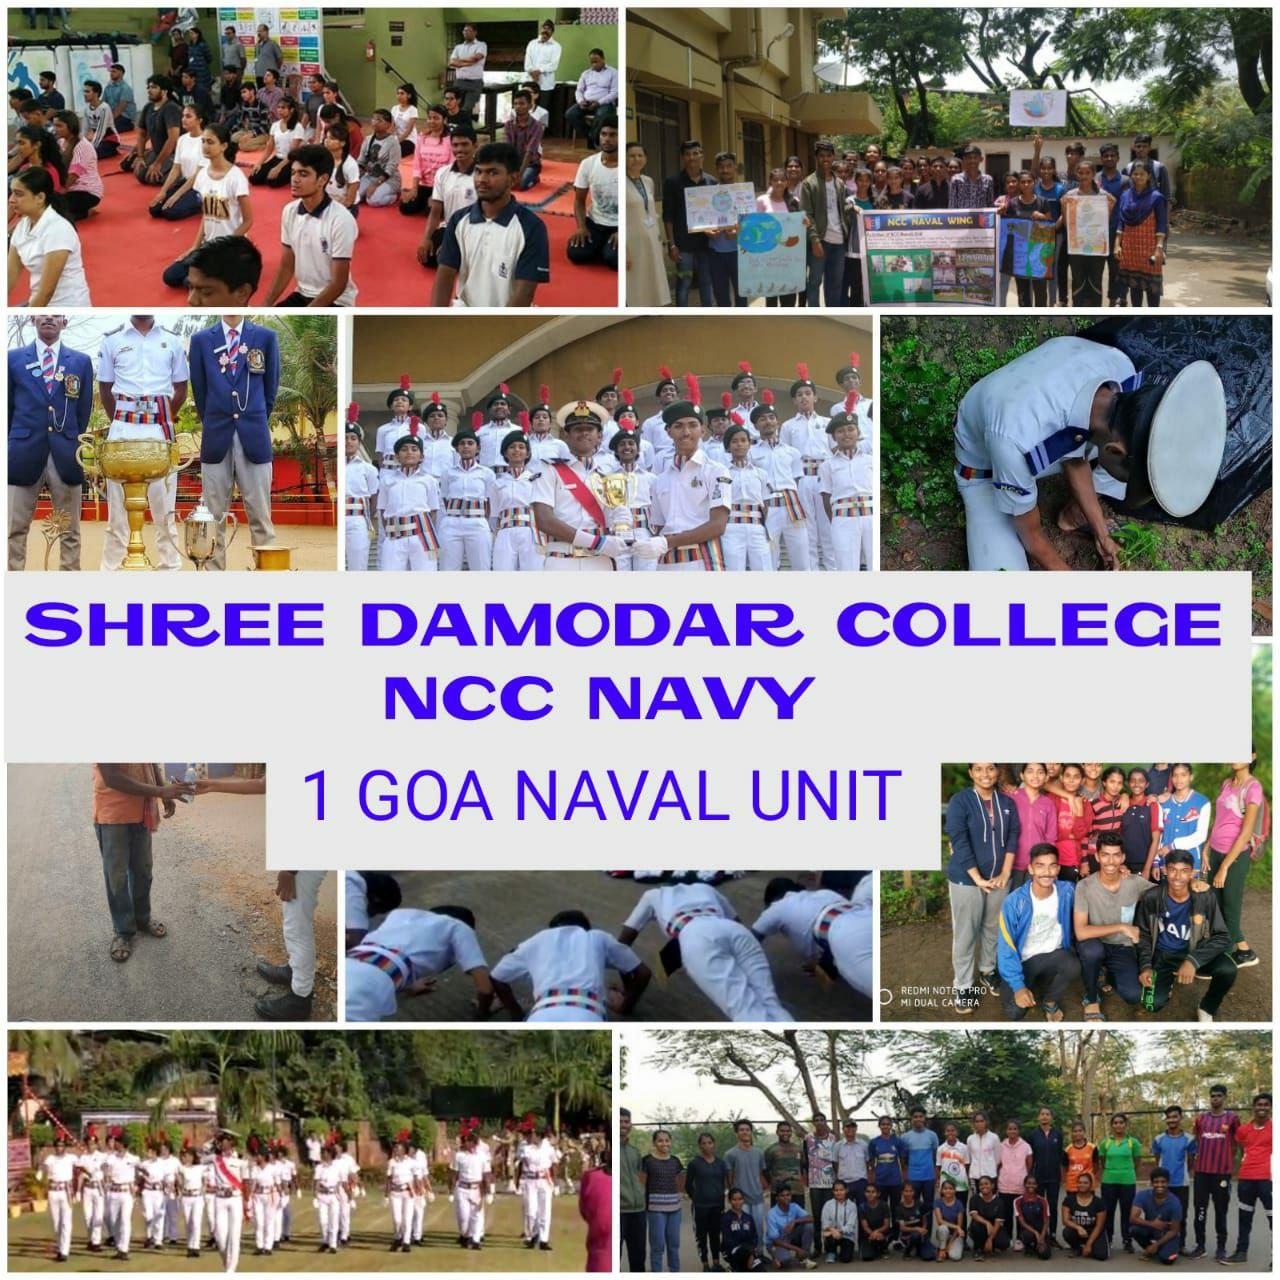 NCC NAVAL WING
NCC
SHREE DAMODAR COLLEGE
NCC NAVY
1 GOA NAVAL UNIT
REDMI NOTE 6 PRO
MI DUAL CAMERA